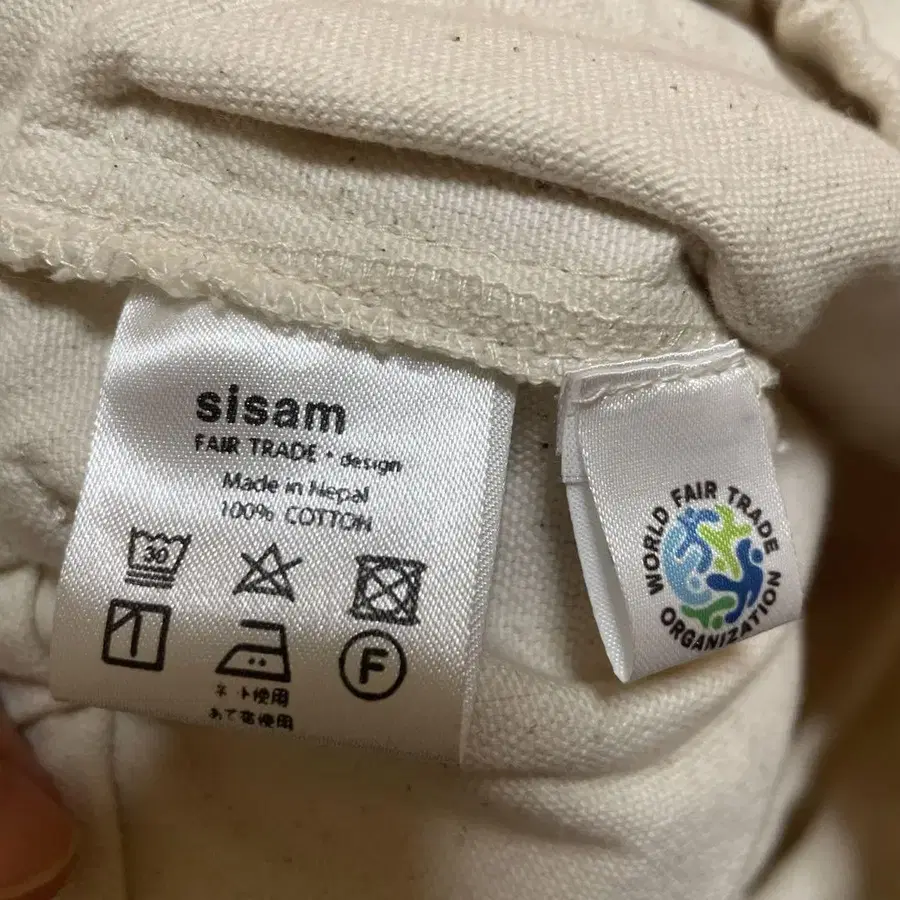 sisam
FAIR TRADE • design
Made in Nepal
100% COTTON
30
F
ネット使用
あて布使用
WORLD FAIR TRADE
ORGANIZATION